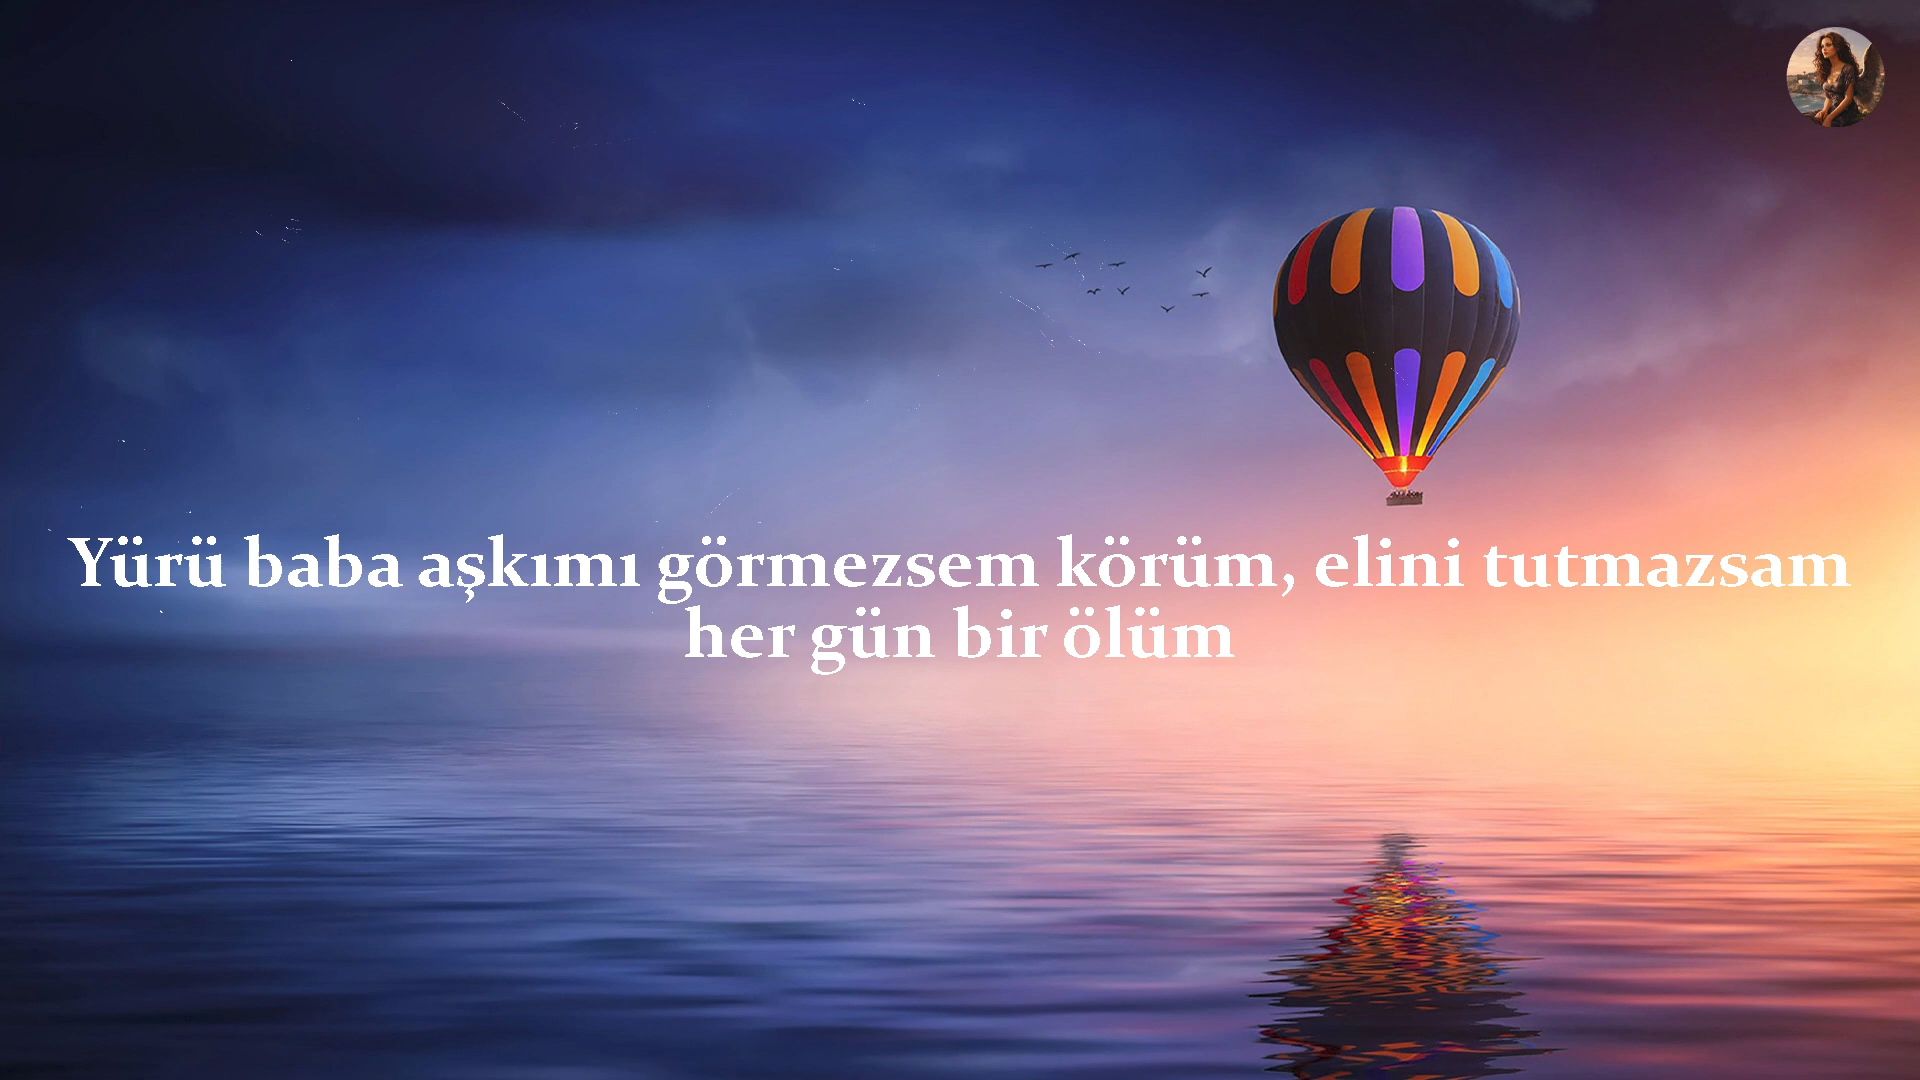 Yürü baba aşkımı görmezsem körüm, elini tutmazsam
her gün bir ölüm